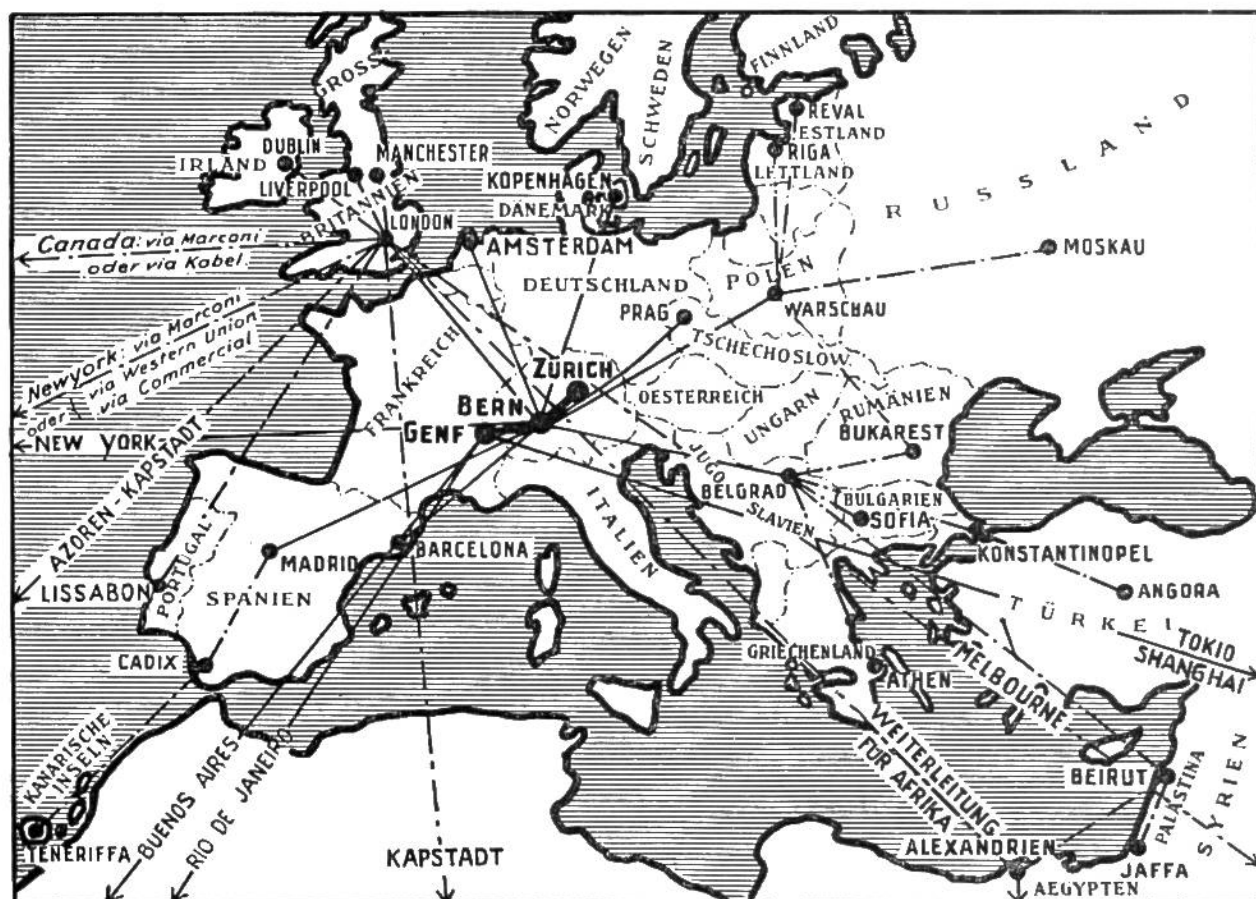 NORWEGEN
SCHWEDEN
FINNLAND
GROSS-
REVAL
ESTLAND
RIGA
LETTLAND
RUSSLAND
DUBLIN
IRLAND
MANCHESTER
LIVERPOOL
BRITANNIEN
KOPENHAGEN
DÄNEMARK
LONDON
AMSTERDAM
MOSKAU
Canada: via Marconi
oder via Kabel
DEUTSCHLAND
POLEN
PRAG
WARSCHAU
TSCHECHOSLOW.
Newyork: via Marconi
oder: via Western Union
via Commercial
FRANKREICH
ZÜRICH
BERN
GENF
OESTERREICH
UNGARN
RUMÄNIEN
BUKAREST
NEW YORK
AZOREN-KAPSTADT
JUGO
SLAVIEN
BELGRAD
BULGARIEN
SOFIA
ITALIEN
KONSTANTINOPEL
ANGORA
TÜRKEI
TOKIO
SHANGHAI
LISSABON
PORTUGAL
MADRID
SPANIEN
BARCELONA
CADIX
GRIECHENLAND
ATHEN
MELBOURNE
WEITERLEITUNG
FÜR AFRIKA
KANARISCHE
INSELN
TENERIFFA
BUENOS AIRES
RIO DE JANEIRO
KAPSTADT
BEIRUT
PALÄSTINA
SYRIEN
ALEXANDRIEN
JAFFA
AEGYPTEN